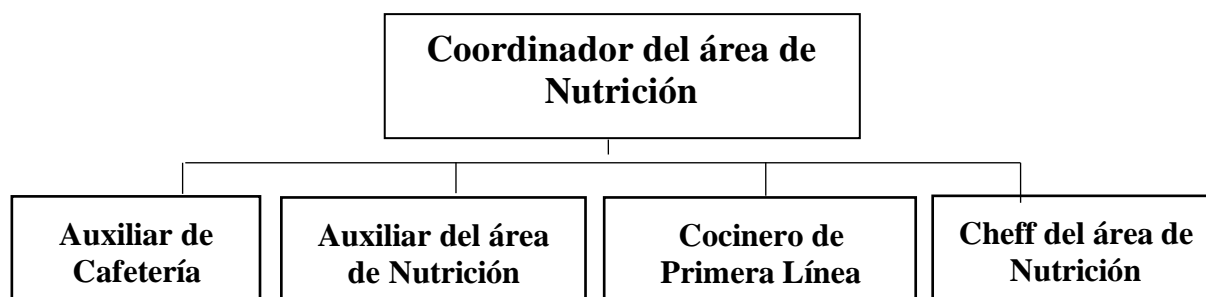 Coordinador del área de
Nutrición
Auxiliar de
Cafetería
Auxiliar del área
de Nutrición
Cocinero de
Primera Línea
Cheff del área de
Nutrición